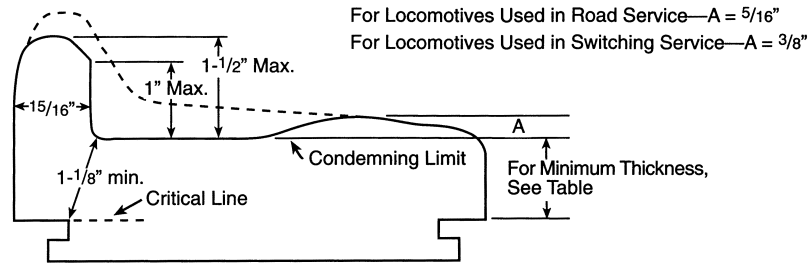 For Locomotives Used in Road Service—A = 5/16”
For Locomotives Used in Switching Service—A = 3/8”
1-1/2” Max.
1” Max.
15/16”
A
Condemning Limit
For Minimum Thickness,
See Table
1-1/8” min.
Critical Line